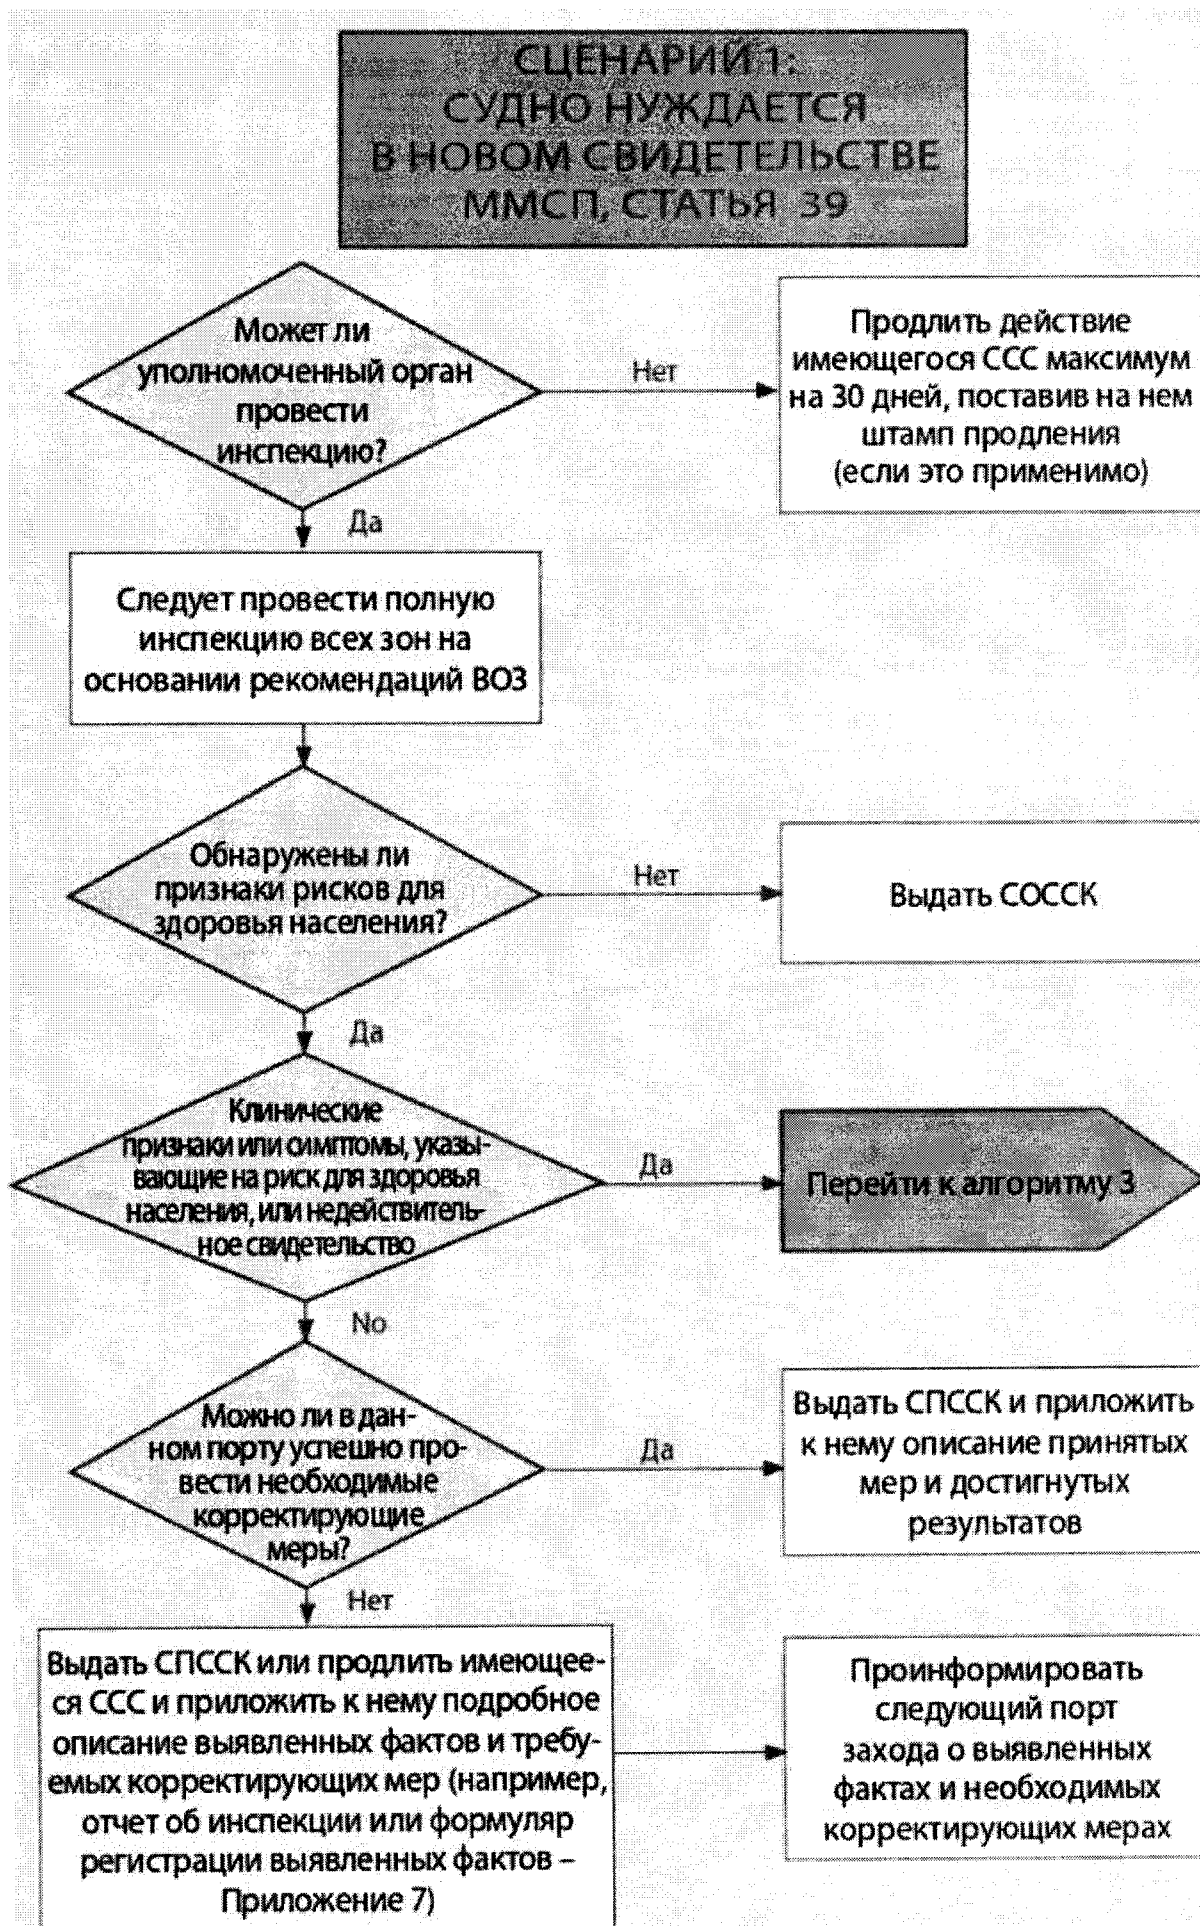 СЦЕНАРИЙ 1:
СУДНО НУЖДАЕТСЯ
В НОВОМ СВИДЕТЕЛЬСТВЕ
ММСП, СТАТЬЯ 39
Может ли
уполномоченный орган
провести
инспекцию?
Нет
Продлить действие
имеющегося ССС максимум
на 30 дней, поставив на нем
штамп продления
(если это применимо)
Да
Следует провести полную
инспекцию всех зон на
основании рекомендаций ВОЗ
Обнаружены ли
признаки рисков для
здоровья населения?
Нет
Выдать СОССК
Да
Клинические
признаки или симптомы, указы-
вающие на риск для здоровья
населения, или недействитель-
ное свидетельство
Да
Перейти к алгоритму 3
No
Можно ли в дан-
ном порту успешно про-
вести необходимые
корректирующие
меры?
Да
Выдать СПССК и приложить
к нему описание принятых
мер и достигнутых
результатов
Нет
Выдать СПССК или продлить имеющее-
ся ССС и приложить к нему подробное
описание выявленных фактов и требу-
емых корректирующих мер (например,
отчет об инспекции или формуляр
регистрации выявленных фактов –
Приложение 7)
Проинформировать
следующий порт
захода о выявленных
фактах и необходимых
корректирующих мерах